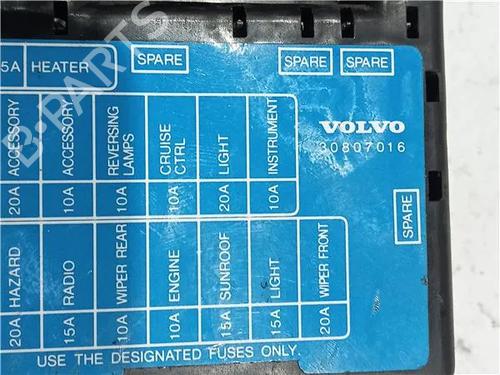 5A HEATER
SPARE
SPARE
SPARE
ACCESSORY
ACCESSORY
REVERSING LAMPS
CRUISE CTRL
LIGHT
INSTRUMENT
20A
10A
10A
10A
20A
10A
VOLVO
30807016
SPARE
HAZARD
RADIO
WIPER REAR
ENGINE
SUNROOF
LIGHT
WIPER FRONT
20A
15A
10A
10A
15A
15A
20A
USE THE DESIGNATED FUSES ONLY.
B-PARTS